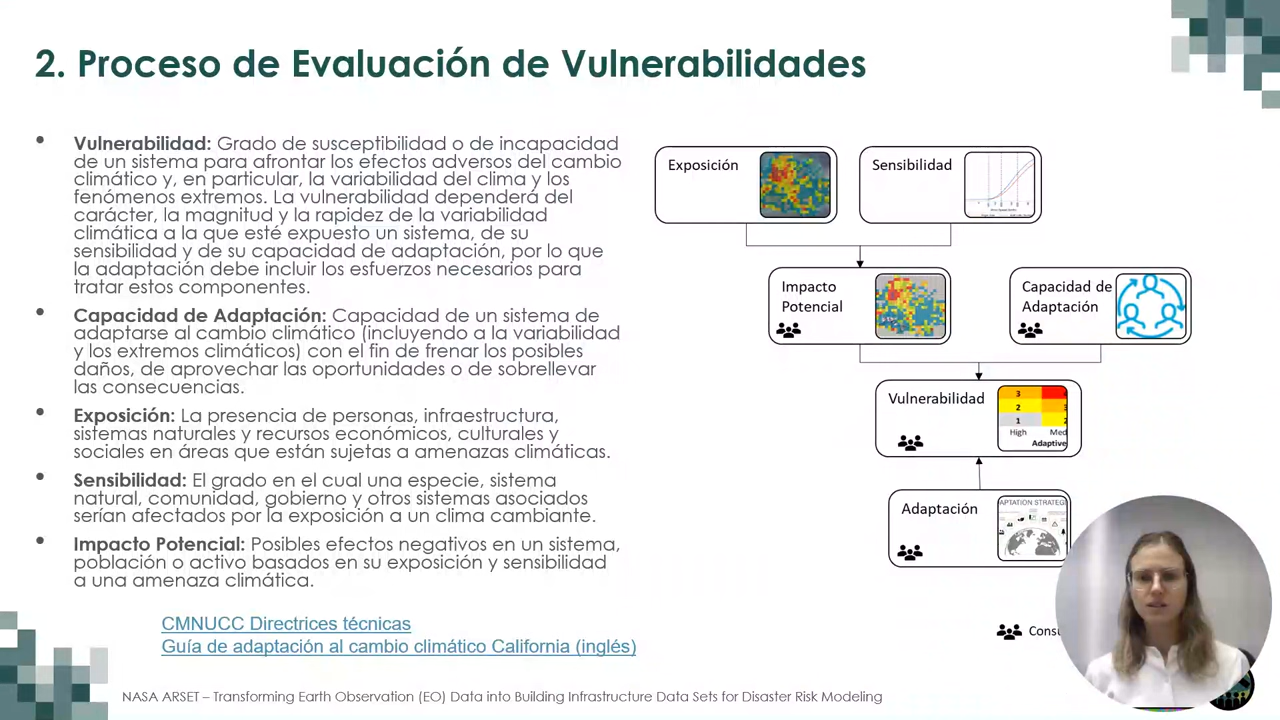 2. Proceso de Evaluación de Vulnerabilidades
• Vulnerabilidad: Grado de susceptibilidad o de incapacidad
de un sistema para afrontar los efectos adversos del cambio
climático y, en particular, la variabilidad del clima y los
fenómenos extremos. La vulnerabilidad dependerá del
carácter, la magnitud y la rapidez de la variabilidad
climática a la que esté expuesto un sistema, de su
sensibilidad y de su capacidad de adaptación, por lo que
la adaptación debe incluir los esfuerzos necesarios para
tratar estos componentes.
• Capacidad de Adaptación: Capacidad de un sistema de
adaptarse al cambio climático (incluyendo a la variabilidad
y los extremos climáticos) con el fin de frenar los posibles
daños, de aprovechar las oportunidades o de sobrellevar
las consecuencias.
• Exposición: La presencia de personas, infraestructura,
sistemas naturales y recursos económicos, culturales y
sociales en áreas que están sujetas a amenazas climáticas.
• Sensibilidad: El grado en el cual una especie, sistema
natural, comunidad, gobierno y otros sistemas asociados
serían afectados por la exposición a un clima cambiante.
• Impacto Potencial: Posibles efectos negativos en un sistema,
población o activo basados en su exposición y sensibilidad
a una amenaza climática.
CMNUCC Directrices técnicas
Guía de adaptación al cambio climático California (inglés)
Exposición
Sensibilidad
Impacto
Potencial
Capacidad de
Adaptación
Vulnerabilidad
3
2
1
High Med
Adaptive
Adaptación
NASA ARSET – Transforming Earth Observation (EO) Data into Building Infrastructure Data Sets for Disaster Risk Modeling